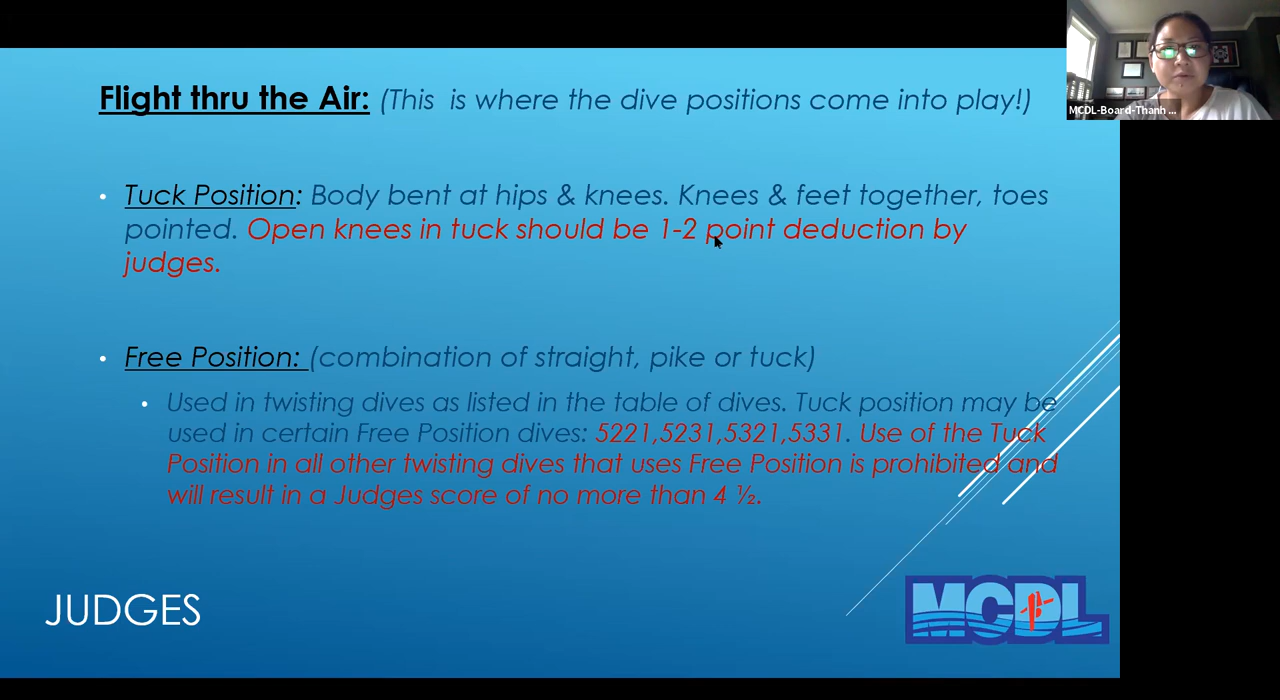 Flight thru the Air: (This is where the dive positions come into play!)
MCDL-Board-Thanh ...
• Tuck Position: Body bent at hips & knees. Knees & feet together, toes
pointed. Open knees in tuck should be 1-2 point deduction by
judges.
• Free Position: (combination of straight, pike or tuck)
• Used in twisting dives as listed in the table of dives. Tuck position may be
used in certain Free Position dives: 5221,5231,5321,5331. Use of the Tuck
Position in all other twisting dives that uses Free Position is prohibited and
will result in a Judges score of no more than 4 ½.
JUDGES
MCDL